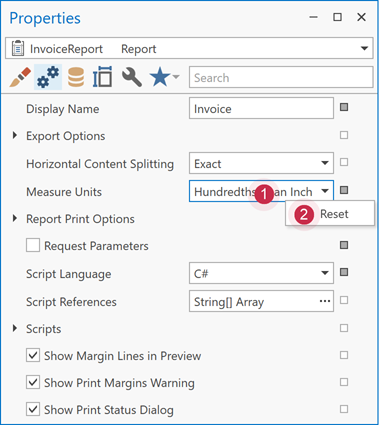 Properties
InvoiceReport Report
Search
Display Name Invoice
Export Options
Horizontal Content Splitting Exact
Measure Units Hundredths 1 an Inch
2 Reset
Report Print Options
Request Parameters
Script Language C#
Script References String[] Array ...
Scripts
Show Margin Lines in Preview
Show Print Margins Warning
Show Print Status Dialog